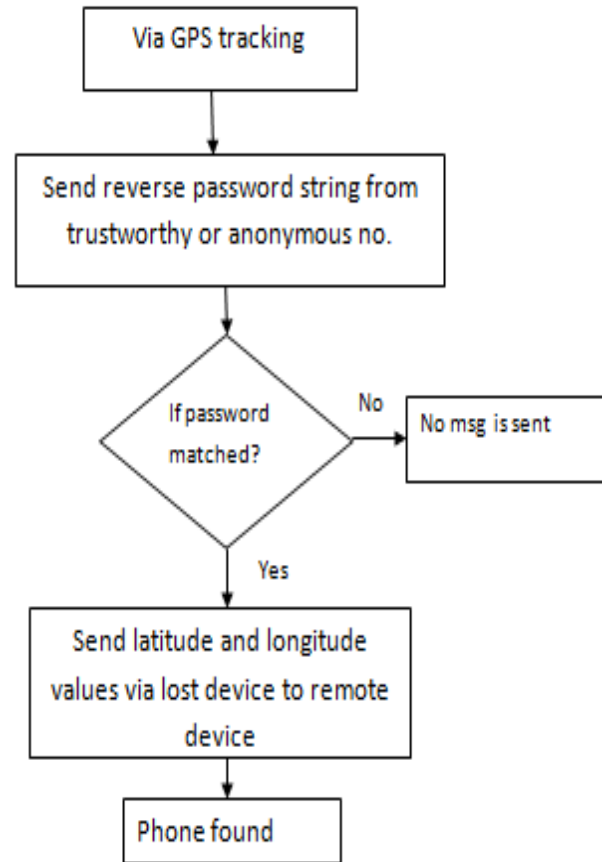 Via GPS tracking
Send reverse password string from
trustworthy or anonymous no.
If password
matched?
No
No msg is sent
Yes
Send latitude and longitude
values via lost device to remote
device
Phone found